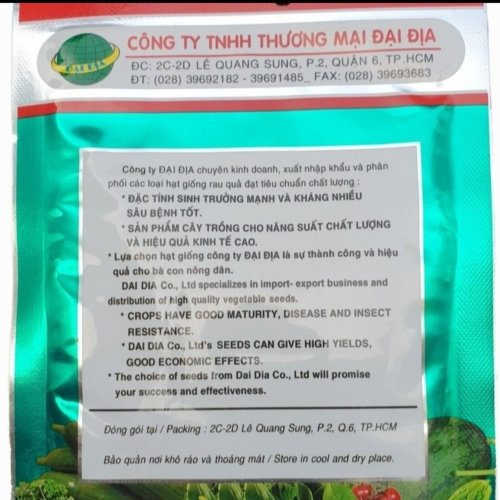 CÔNG TY TNHH THƯƠNG MẠI ĐẠI ĐỊA
ĐẠI ĐỊA
ĐC: 2C-2D LÊ QUANG SUNG, P.2, QUẬN 6, TP.HCM
ĐT: (028) 39692182 - 39691485_ FAX: (028) 39693683
Công ty ĐẠI ĐỊA chuyên kinh doanh, xuất nhập khẩu và phân
phối các loại hạt giống rau quả đạt tiêu chuẩn chất lượng :
* ĐẶC TÍNH SINH TRƯỞNG MẠNH VÀ KHÁNG NHIỀU
SÂU BỆNH TỐT.
* SẢN PHẨM CÂY TRỒNG CHO NĂNG SUẤT CHẤT LƯỢNG
VÀ HIỆU QUẢ KINH TẾ CAO.
* Lựa chọn hạt giống công ty ĐẠI ĐỊA là sự thành công và hiệu
quả cho bà con nông dân.
DAI DIA Co., Ltd specializes in import- export business and
distribution of high quality vegetable seeds.
* CROPS HAVE GOOD MATURITY, DISEASE AND INSECT
RESISTANCE.
* DAI DIA Co., Ltd's SEEDS CAN GIVE HIGH YIELDS,
GOOD ECONOMIC EFFECTS.
* The choice of seeds from Dai Dia Co., Ltd will promise
your success and effectiveness.
Đóng gói tại / Packing : 2C-2D Lê Quang Sung, P.2, Q.6, TP.HCM
Bảo quản nơi khô ráo và thoáng mát / Store in cool and dry place.